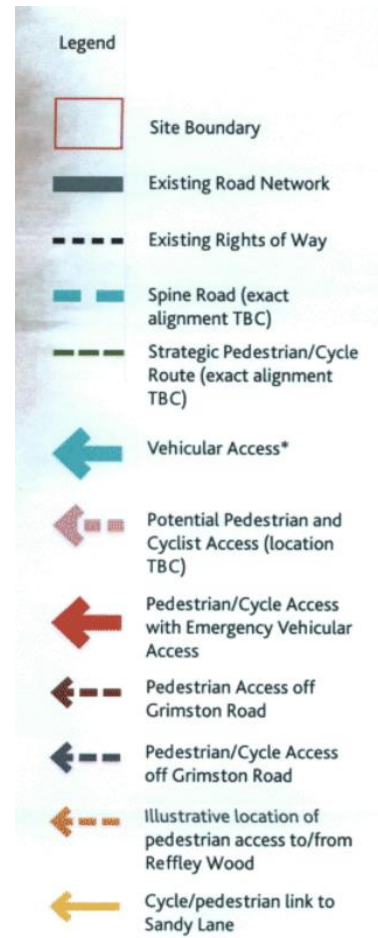 Legend
Site Boundary
Existing Road Network
Existing Rights of Way
Spine Road (exact
alignment TBC)
Strategic Pedestrian/Cycle
Route (exact alignment
TBC)
Vehicular Access*
Potential Pedestrian and
Cyclist Access (location
TBC)
Pedestrian/Cycle Access
with Emergency Vehicular
Access
Pedestrian Access off
Grimston Road
Pedestrian/Cycle Access
off Grimston Road
Illustrative location of
pedestrian access to/from
Reffley Wood
Cycle/pedestrian link to
Sandy Lane